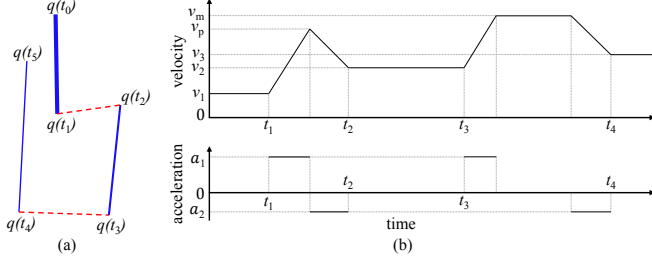 q(t₀)
q(t₅)
q(t₂)
q(t₁)
q(t₄)
q(t₃)
(a)
velocity
vₘ
vₚ
v₃
v₂
v₁
0
t₁
t₂
t₃
t₄
acceleration
a₁
0
a₂
t₁
t₂
t₃
t₄
time
(b)